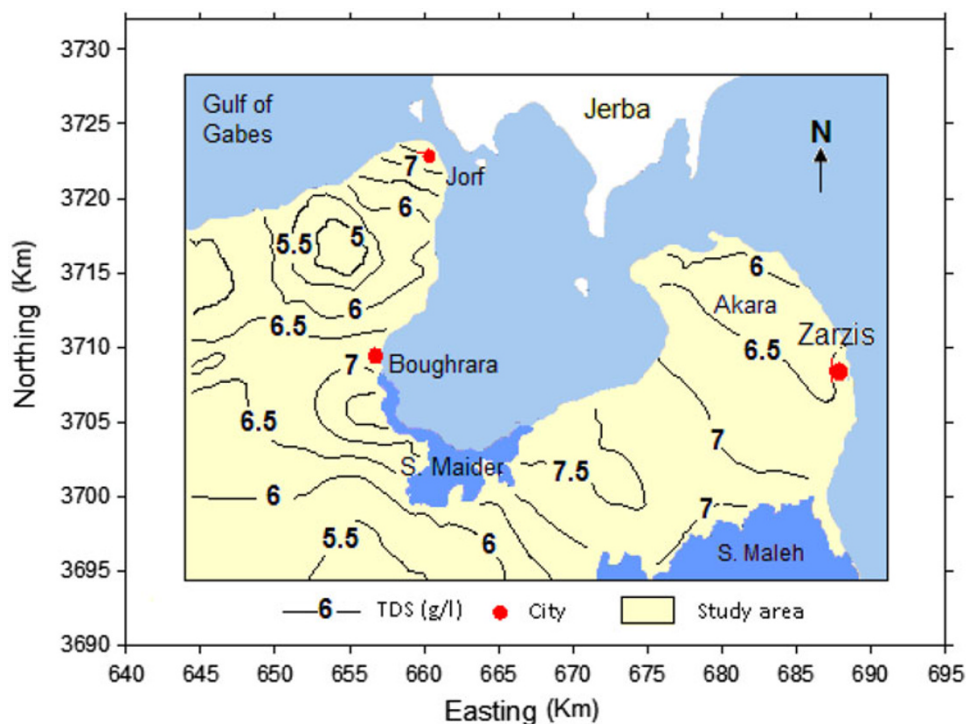 3730
3725
3720
3715
3710
3705
3700
3695
3690
Northing (Km)
Gulf of
Gabes
Jerba
N
7
Jorf
6
5.5
5
6
6
6.5
Akara
Zarzis
6.5
7
Boughrara
6.5
7
S. Maider
7.5
6
7
5.5
6
S. Maleh
6 TDS (g/l) City Study area
640 645 650 655 660 665 670 675 680 685 690 695
Easting (Km)